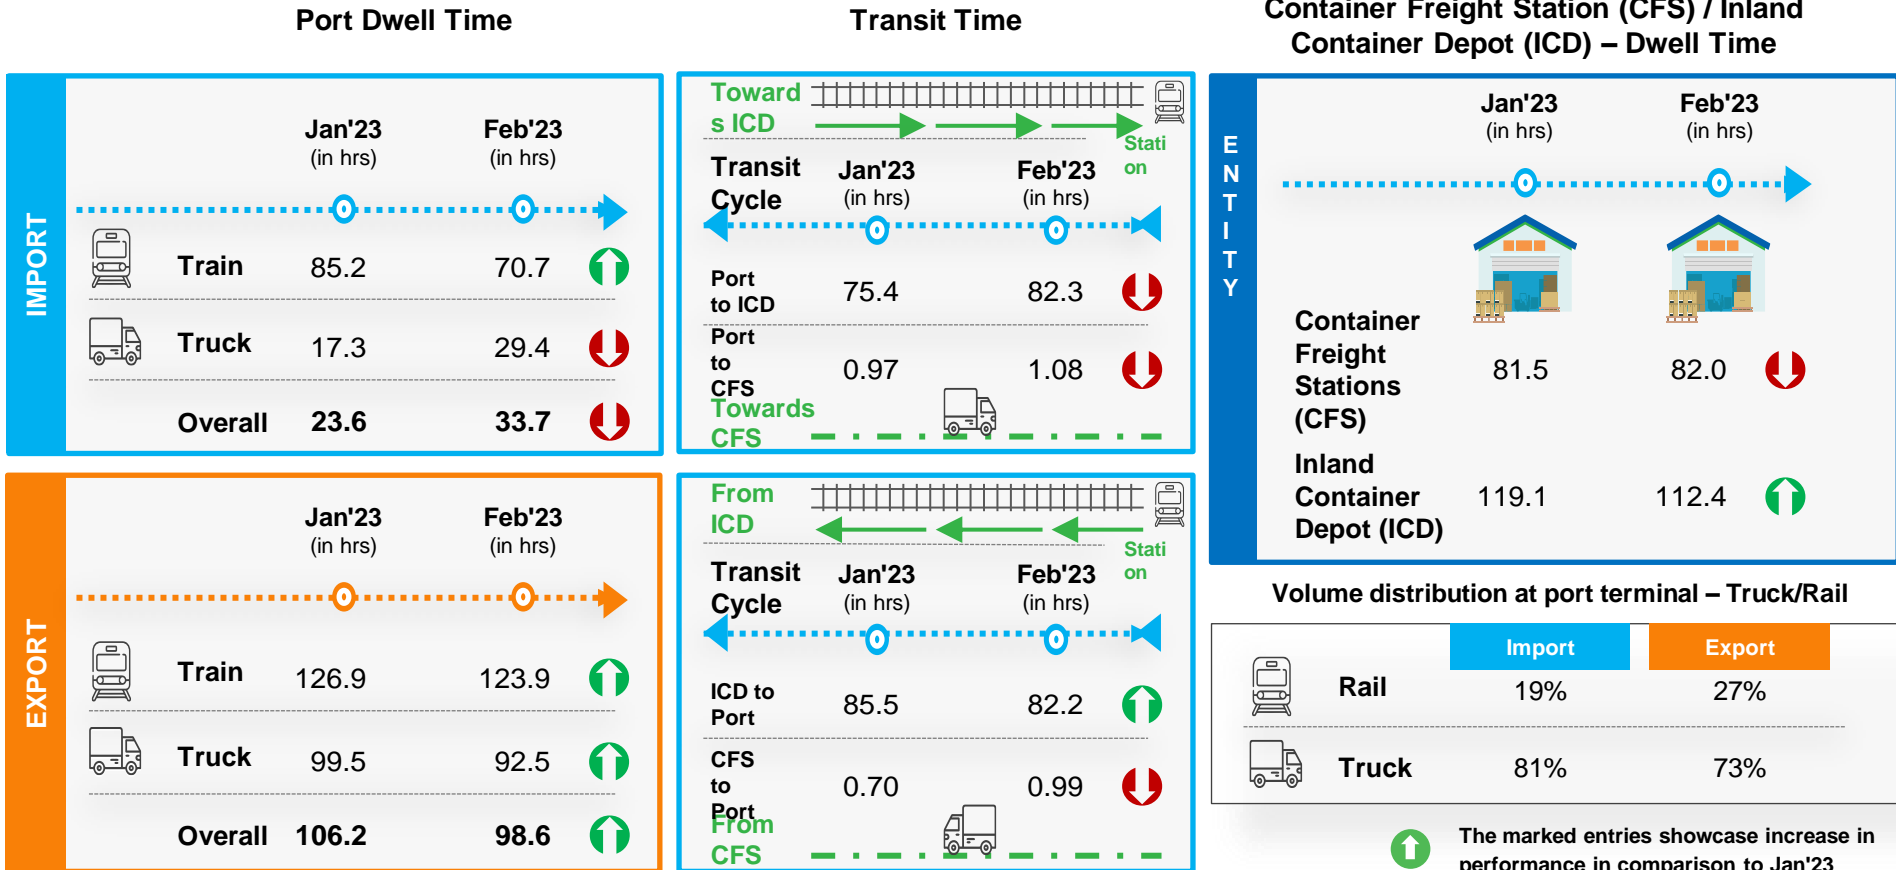 Port Dwell Time
IMPORT
Jan'23
Feb'23
(in hrs)
(in hrs)
Train
85.2
70.7
Truck
17.3
29.4
Overall
23.6
33.7
EXPORT
Jan'23
Feb'23
(in hrs)
(in hrs)
Train
126.9
123.9
Truck
99.5
92.5
Overall
106.2
98.6
Transit Time
Toward
s ICD
Stati
on
Transit
Cycle
Jan'23
(in hrs)
Feb'23
(in hrs)
Port
to ICD
75.4
82.3
Port
to
CFS
0.97
1.08
Towards
CFS
From
ICD
Stati
on
Transit
Cycle
Jan'23
(in hrs)
Feb'23
(in hrs)
ICD to
Port
85.5
82.2
CFS
to
Port
0.70
0.99
From
CFS
Container Freight Station (CFS) / Inland
Container Depot (ICD) – Dwell Time
E
N
T
I
T
Y
Jan'23
(in hrs)
Feb'23
(in hrs)
Container
Freight
Stations
(CFS)
81.5
82.0
Inland
Container
Depot (ICD)
119.1
112.4
Volume distribution at port terminal – Truck/Rail
Import
Export
Rail
19%
27%
Truck
81%
73%
The marked entries showcase increase in
performance in comparison to Jan'23